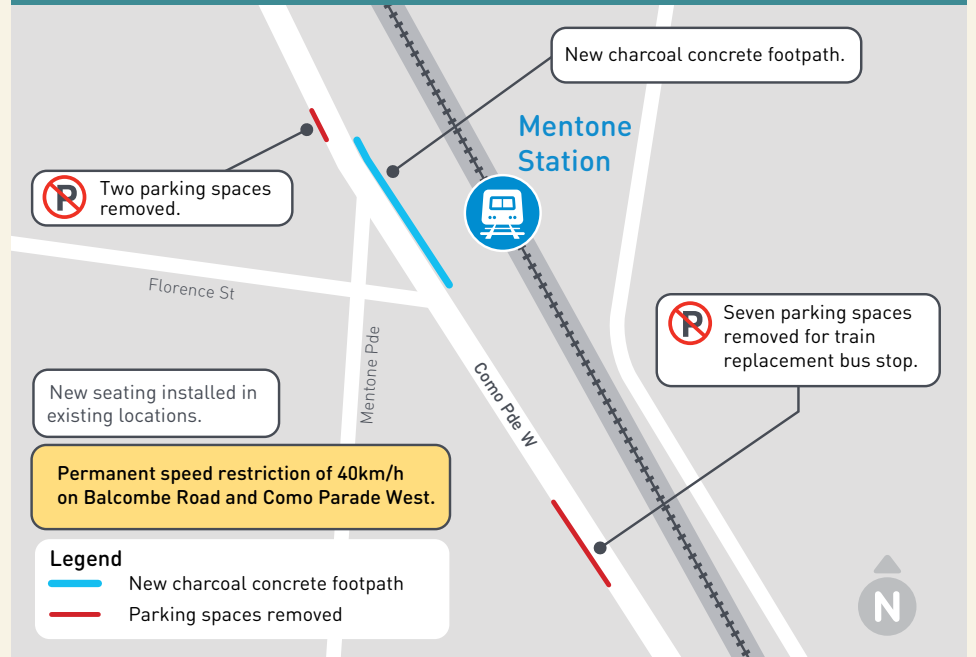 New charcoal concrete footpath.
Mentone
Station
P
Two parking spaces
removed.
Florence St
Mentone Pde
P
Seven parking spaces
removed for train
replacement bus stop.
Como Pde W
New seating installed in
existing locations.
Permanent speed restriction of 40km/h
on Balcombe Road and Como Parade West.
Legend
New charcoal concrete footpath
Parking spaces removed
N